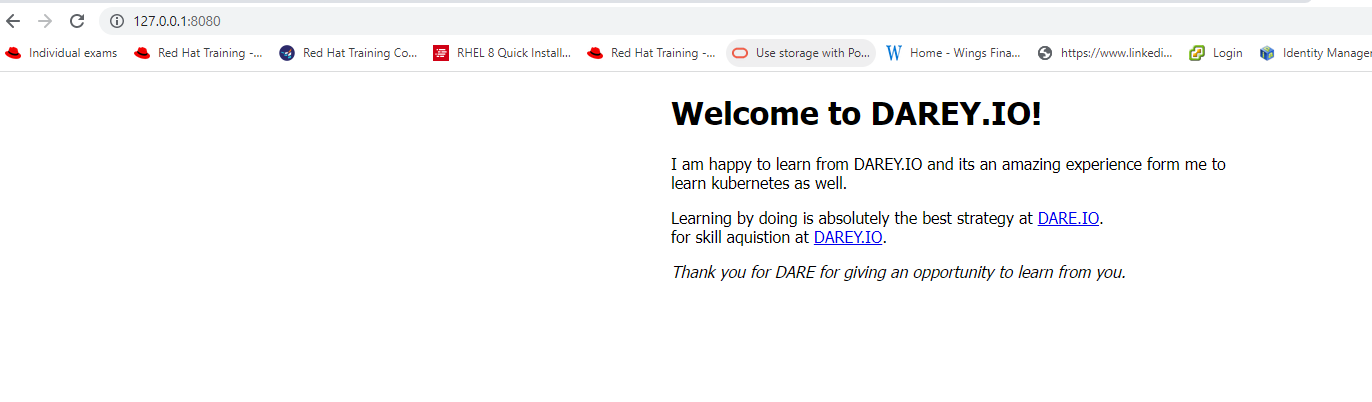 127.0.0.1:8080
Individual exams Red Hat Training -... Red Hat Training Co... RHEL 8 Quick Install... Red Hat Training -... Use storage with Po... Home - Wings Fina... https://www.linkedi... Login Identity Manager
Welcome to DAREY.IO!
I am happy to learn from DAREY.IO and its an amazing experience form me to
learn kubernetes as well.
Learning by doing is absolutely the best strategy at DARE.IO.
for skill aquistion at DAREY.IO.
Thank you for DARE for giving an opportunity to learn from you.